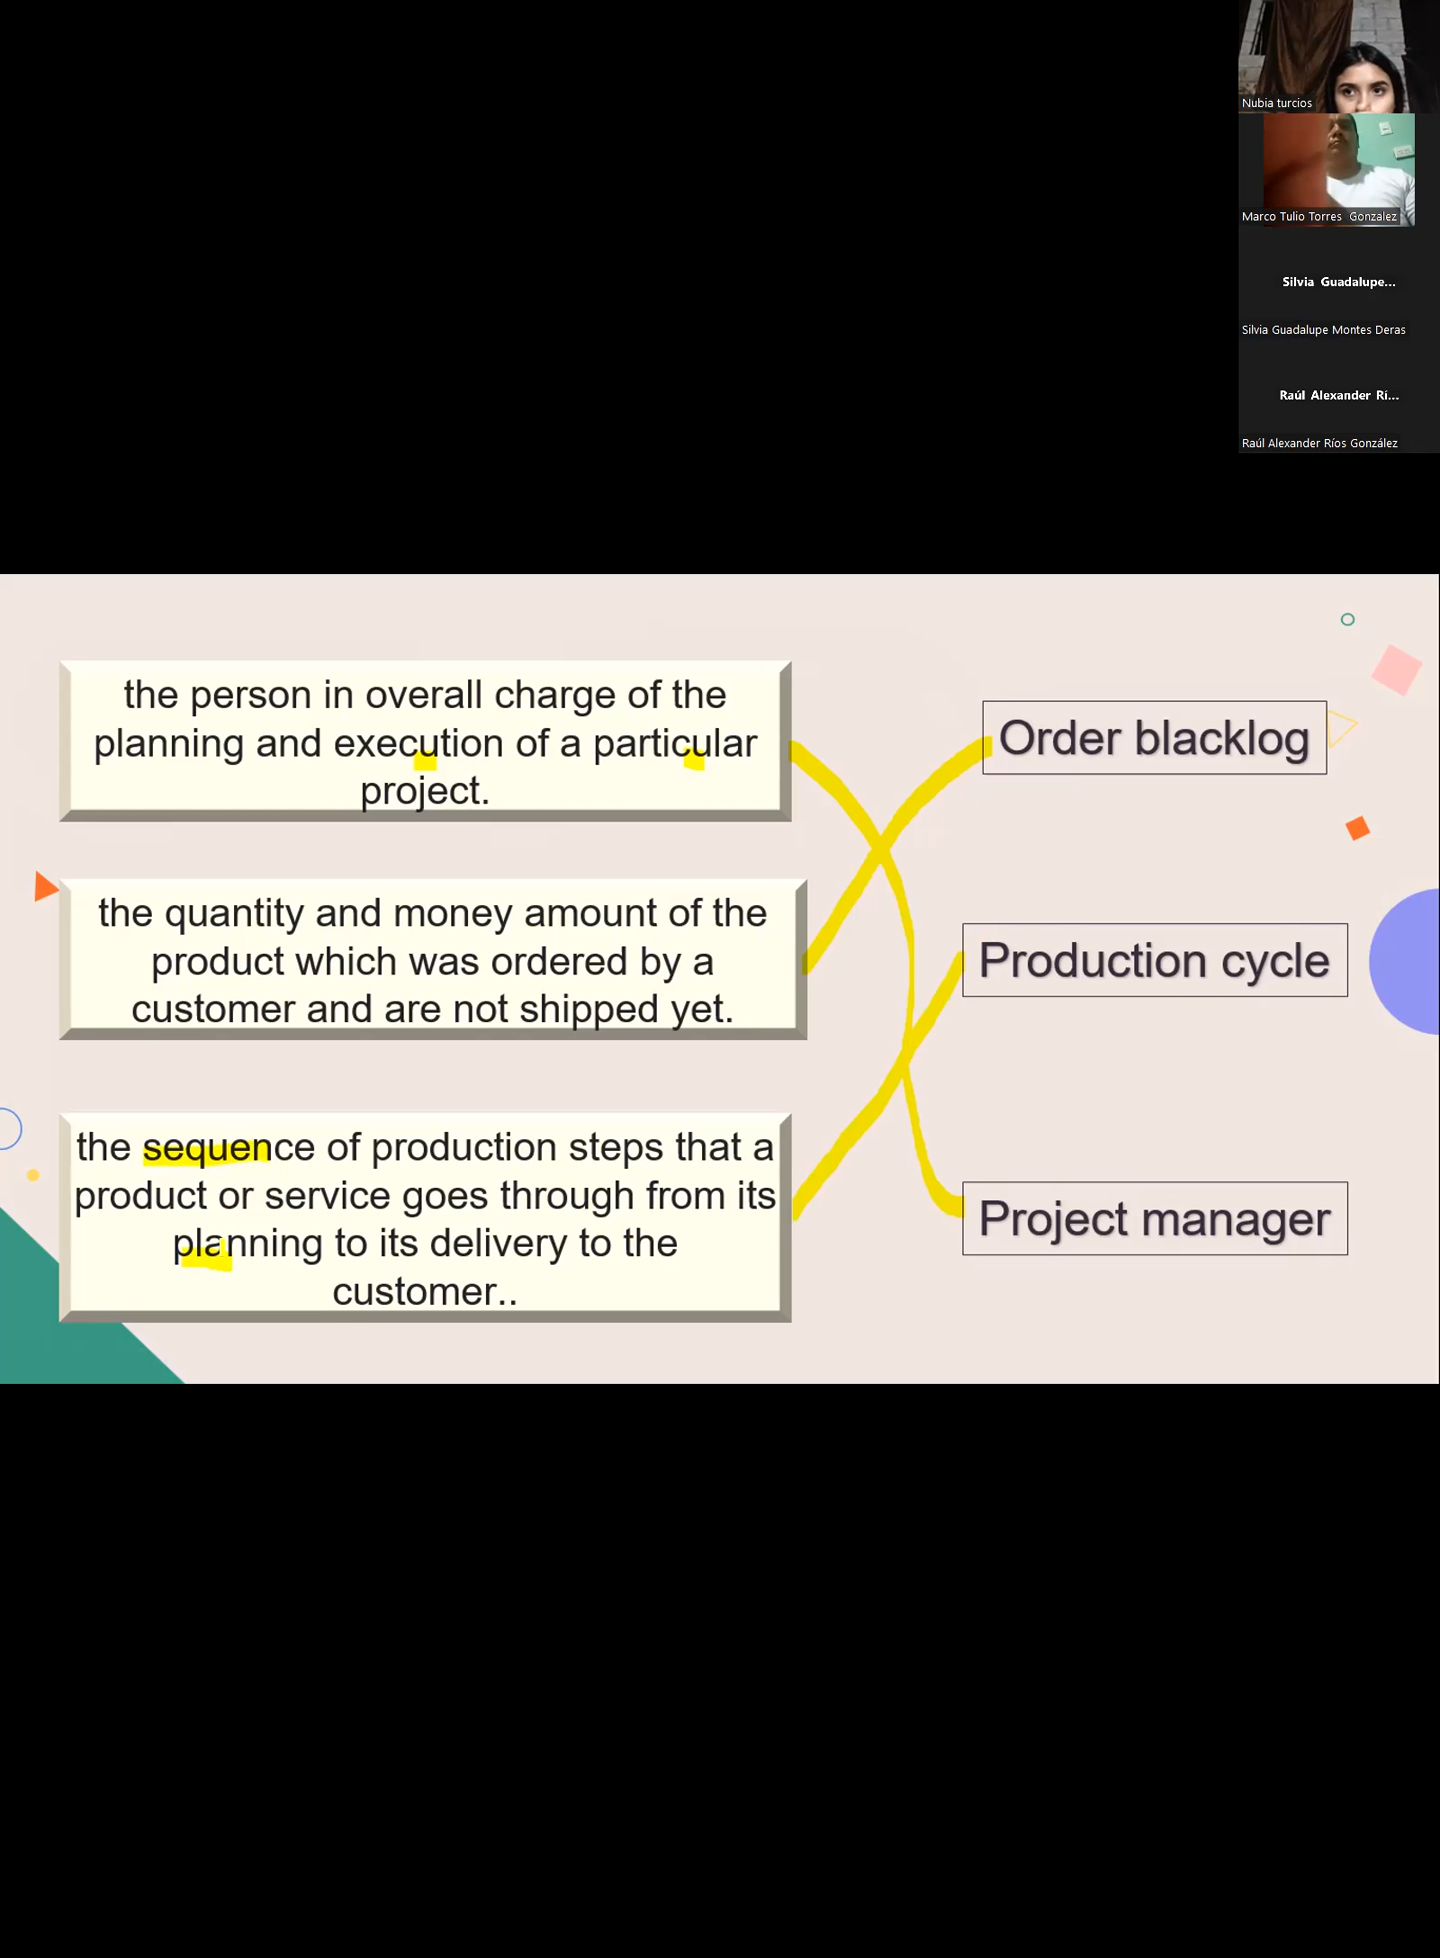 Nubia turcios
Marco Tulio Torres Gonzalez
Silvia Guadalupe...
Silvia Guadalupe Montes Deras
Raúl Alexander Rí...
Raúl Alexander Ríos González
the person in overall charge of the
planning and execution of a particular
project.
Order blacklog
the quantity and money amount of the
product which was ordered by a
customer and are not shipped yet.
Production cycle
the sequence of production steps that a
product or service goes through from its
planning to its delivery to the
customer..
Project manager